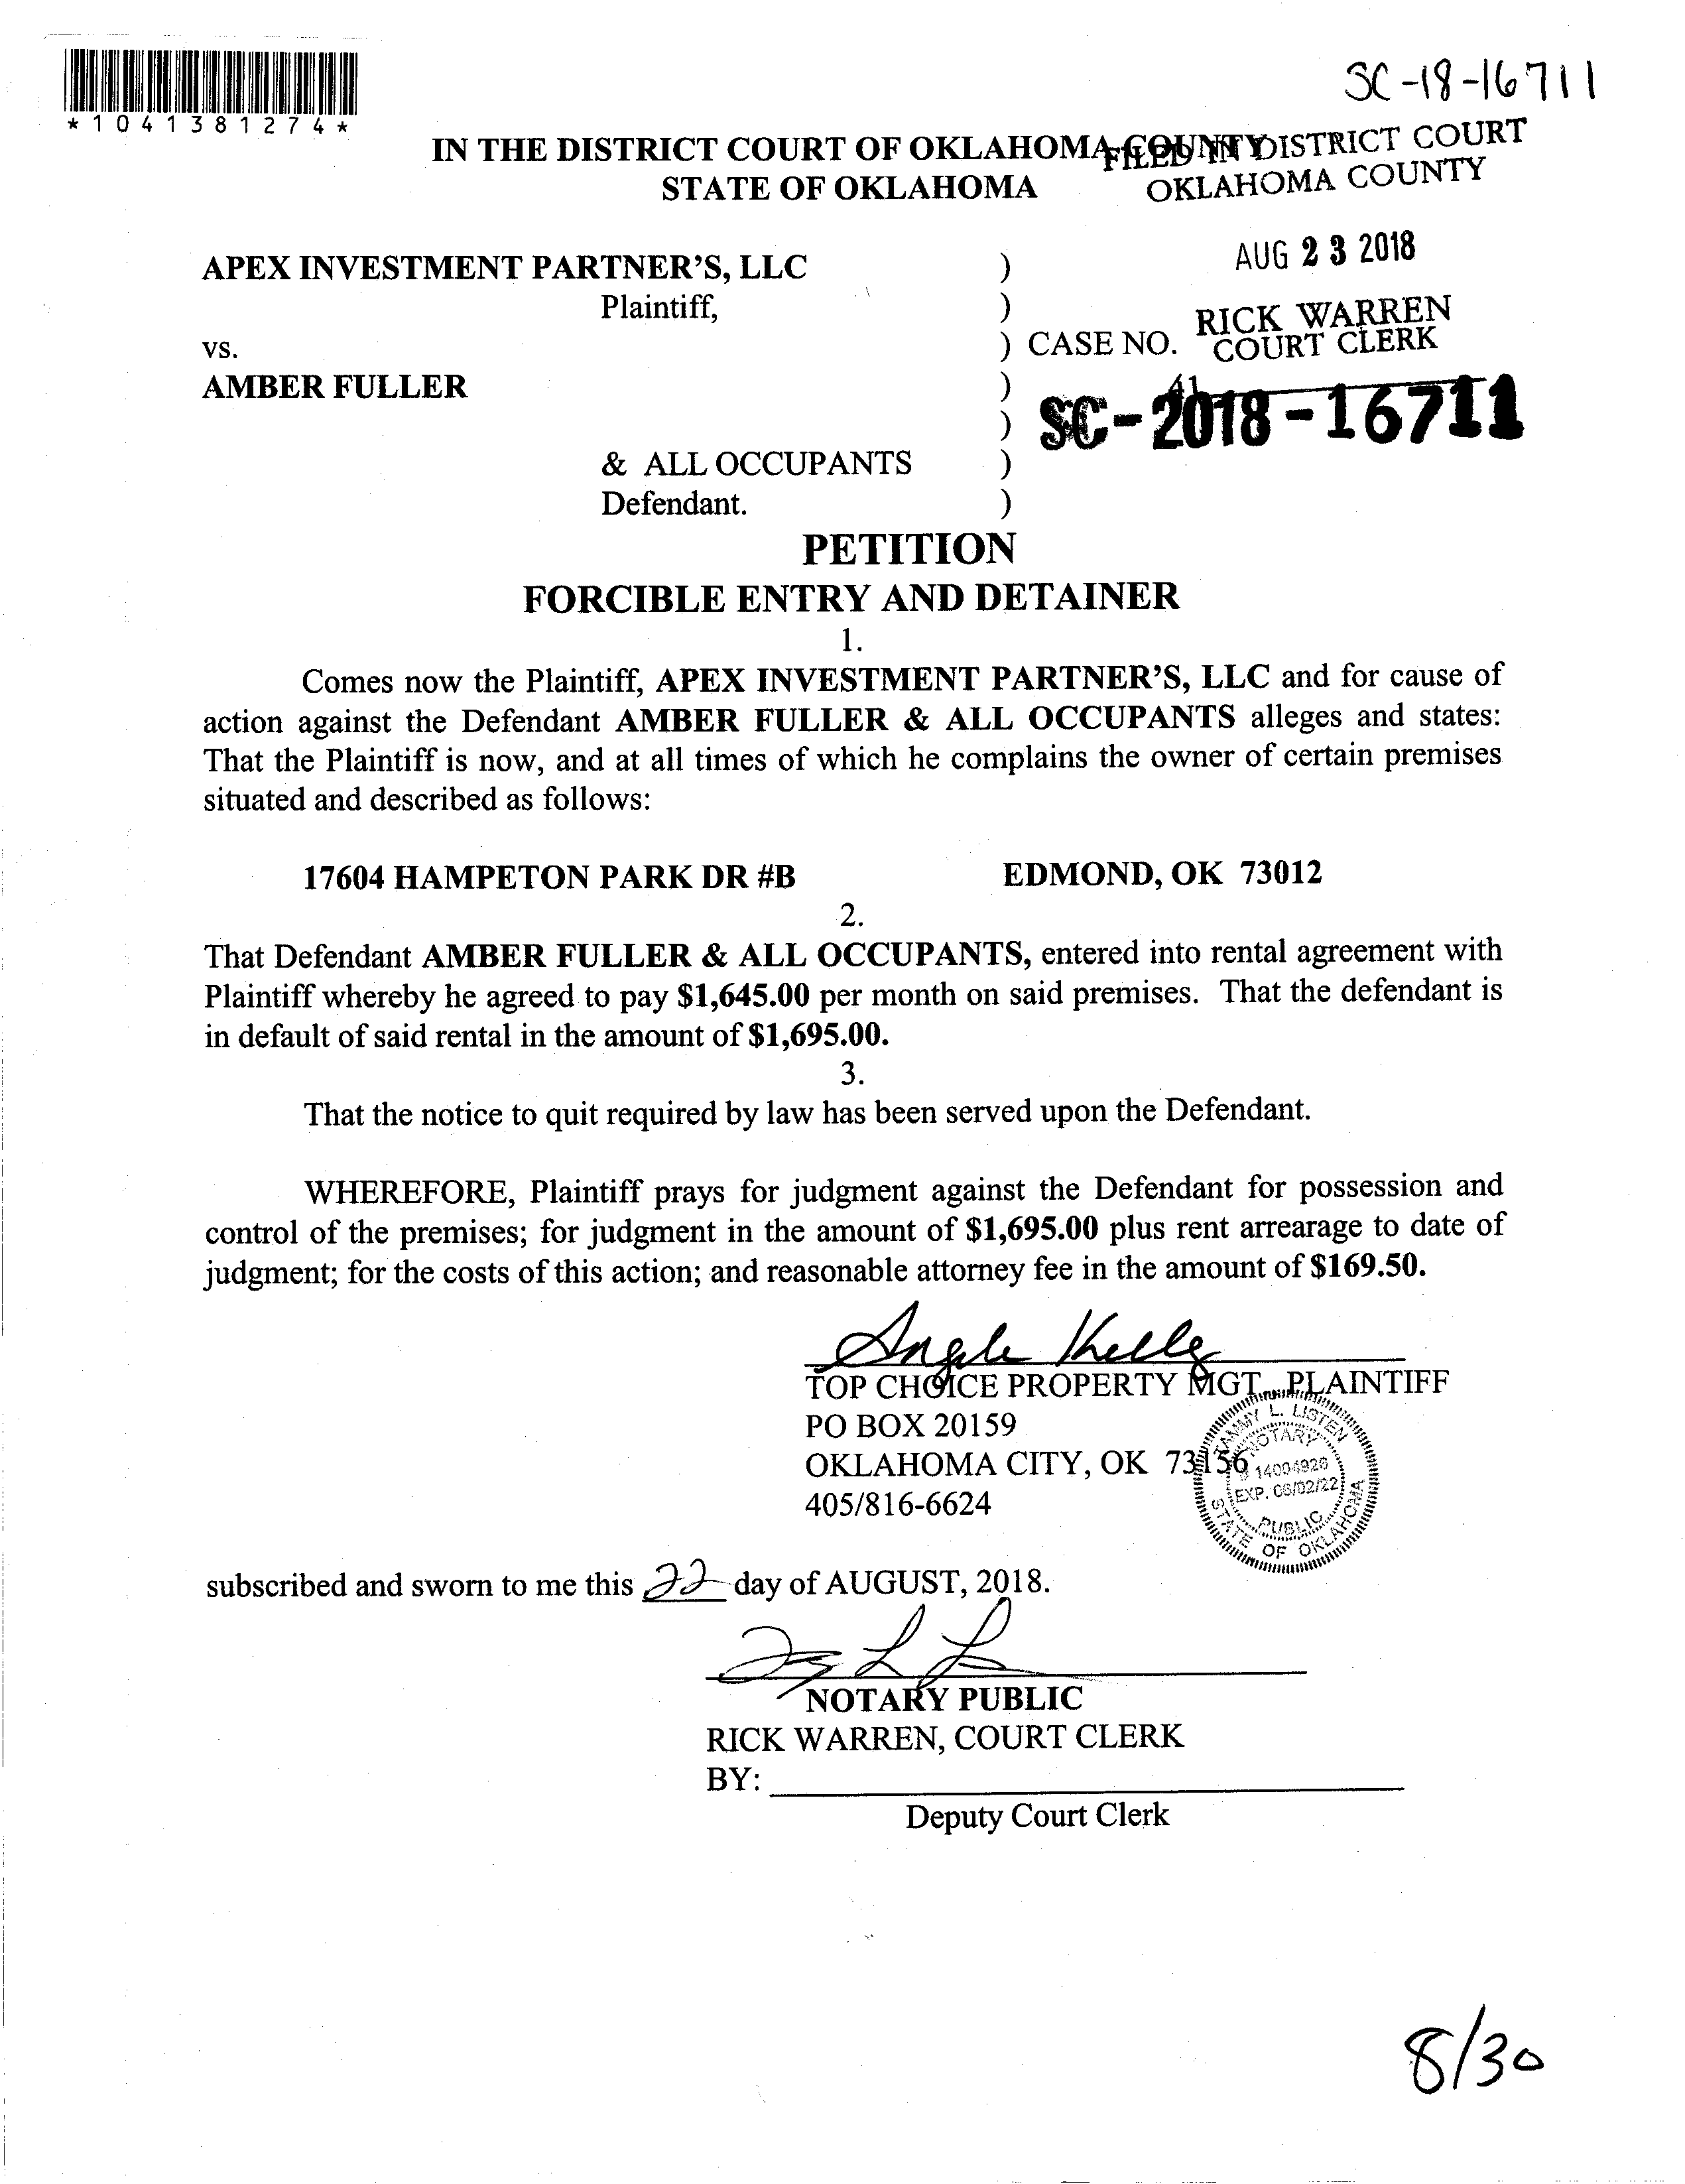 SC-18-16711
*1041381274*
IN THE DISTRICT COURT OF OKLAHOMA COUNTY
FILED IN DISTRICT COURT
STATE OF OKLAHOMA
OKLAHOMA COUNTY
AUG 23 2018
APEX INVESTMENT PARTNER'S, LLC )
Plaintiff, )
RICK WARREN
vs. ) CASE NO.
COURT CLERK
AMBER FULLER )
41
) SC-2018-16711
& ALL OCCUPANTS )
Defendant. )
PETITION
FORCIBLE ENTRY AND DETAINER
1.
Comes now the Plaintiff, APEX INVESTMENT PARTNER'S, LLC and for cause of
action against the Defendant AMBER FULLER & ALL OCCUPANTS alleges and states:
That the Plaintiff is now, and at all times of which he complains the owner of certain premises
situated and described as follows:
17604 HAMPETON PARK DR #B EDMOND, OK 73012
2.
That Defendant AMBER FULLER & ALL OCCUPANTS, entered into rental agreement with
Plaintiff whereby he agreed to pay $1,645.00 per month on said premises. That the defendant is
in default of said rental in the amount of $1,695.00.
3.
That the notice to quit required by law has been served upon the Defendant.
WHEREFORE, Plaintiff prays for judgment against the Defendant for possession and
control of the premises; for judgment in the amount of $1,695.00 plus rent arrearage to date of
judgment; for the costs of this action; and reasonable attorney fee in the amount of $169.50.
Angela Kelley
TOP CHOICE PROPERTY MGT., PLAINTIFF
PO BOX 20159
OKLAHOMA CITY, OK 73156
405/816-6624
TAMMY L. LISTEN
NOTARY
# 14004926
EXP. 06/02/22
PUBLIC
STATE OF OKLAHOMA
subscribed and sworn to me this 22 day of AUGUST, 2018.
NOTARY PUBLIC
RICK WARREN, COURT CLERK
BY:
Deputy Court Clerk
8/30